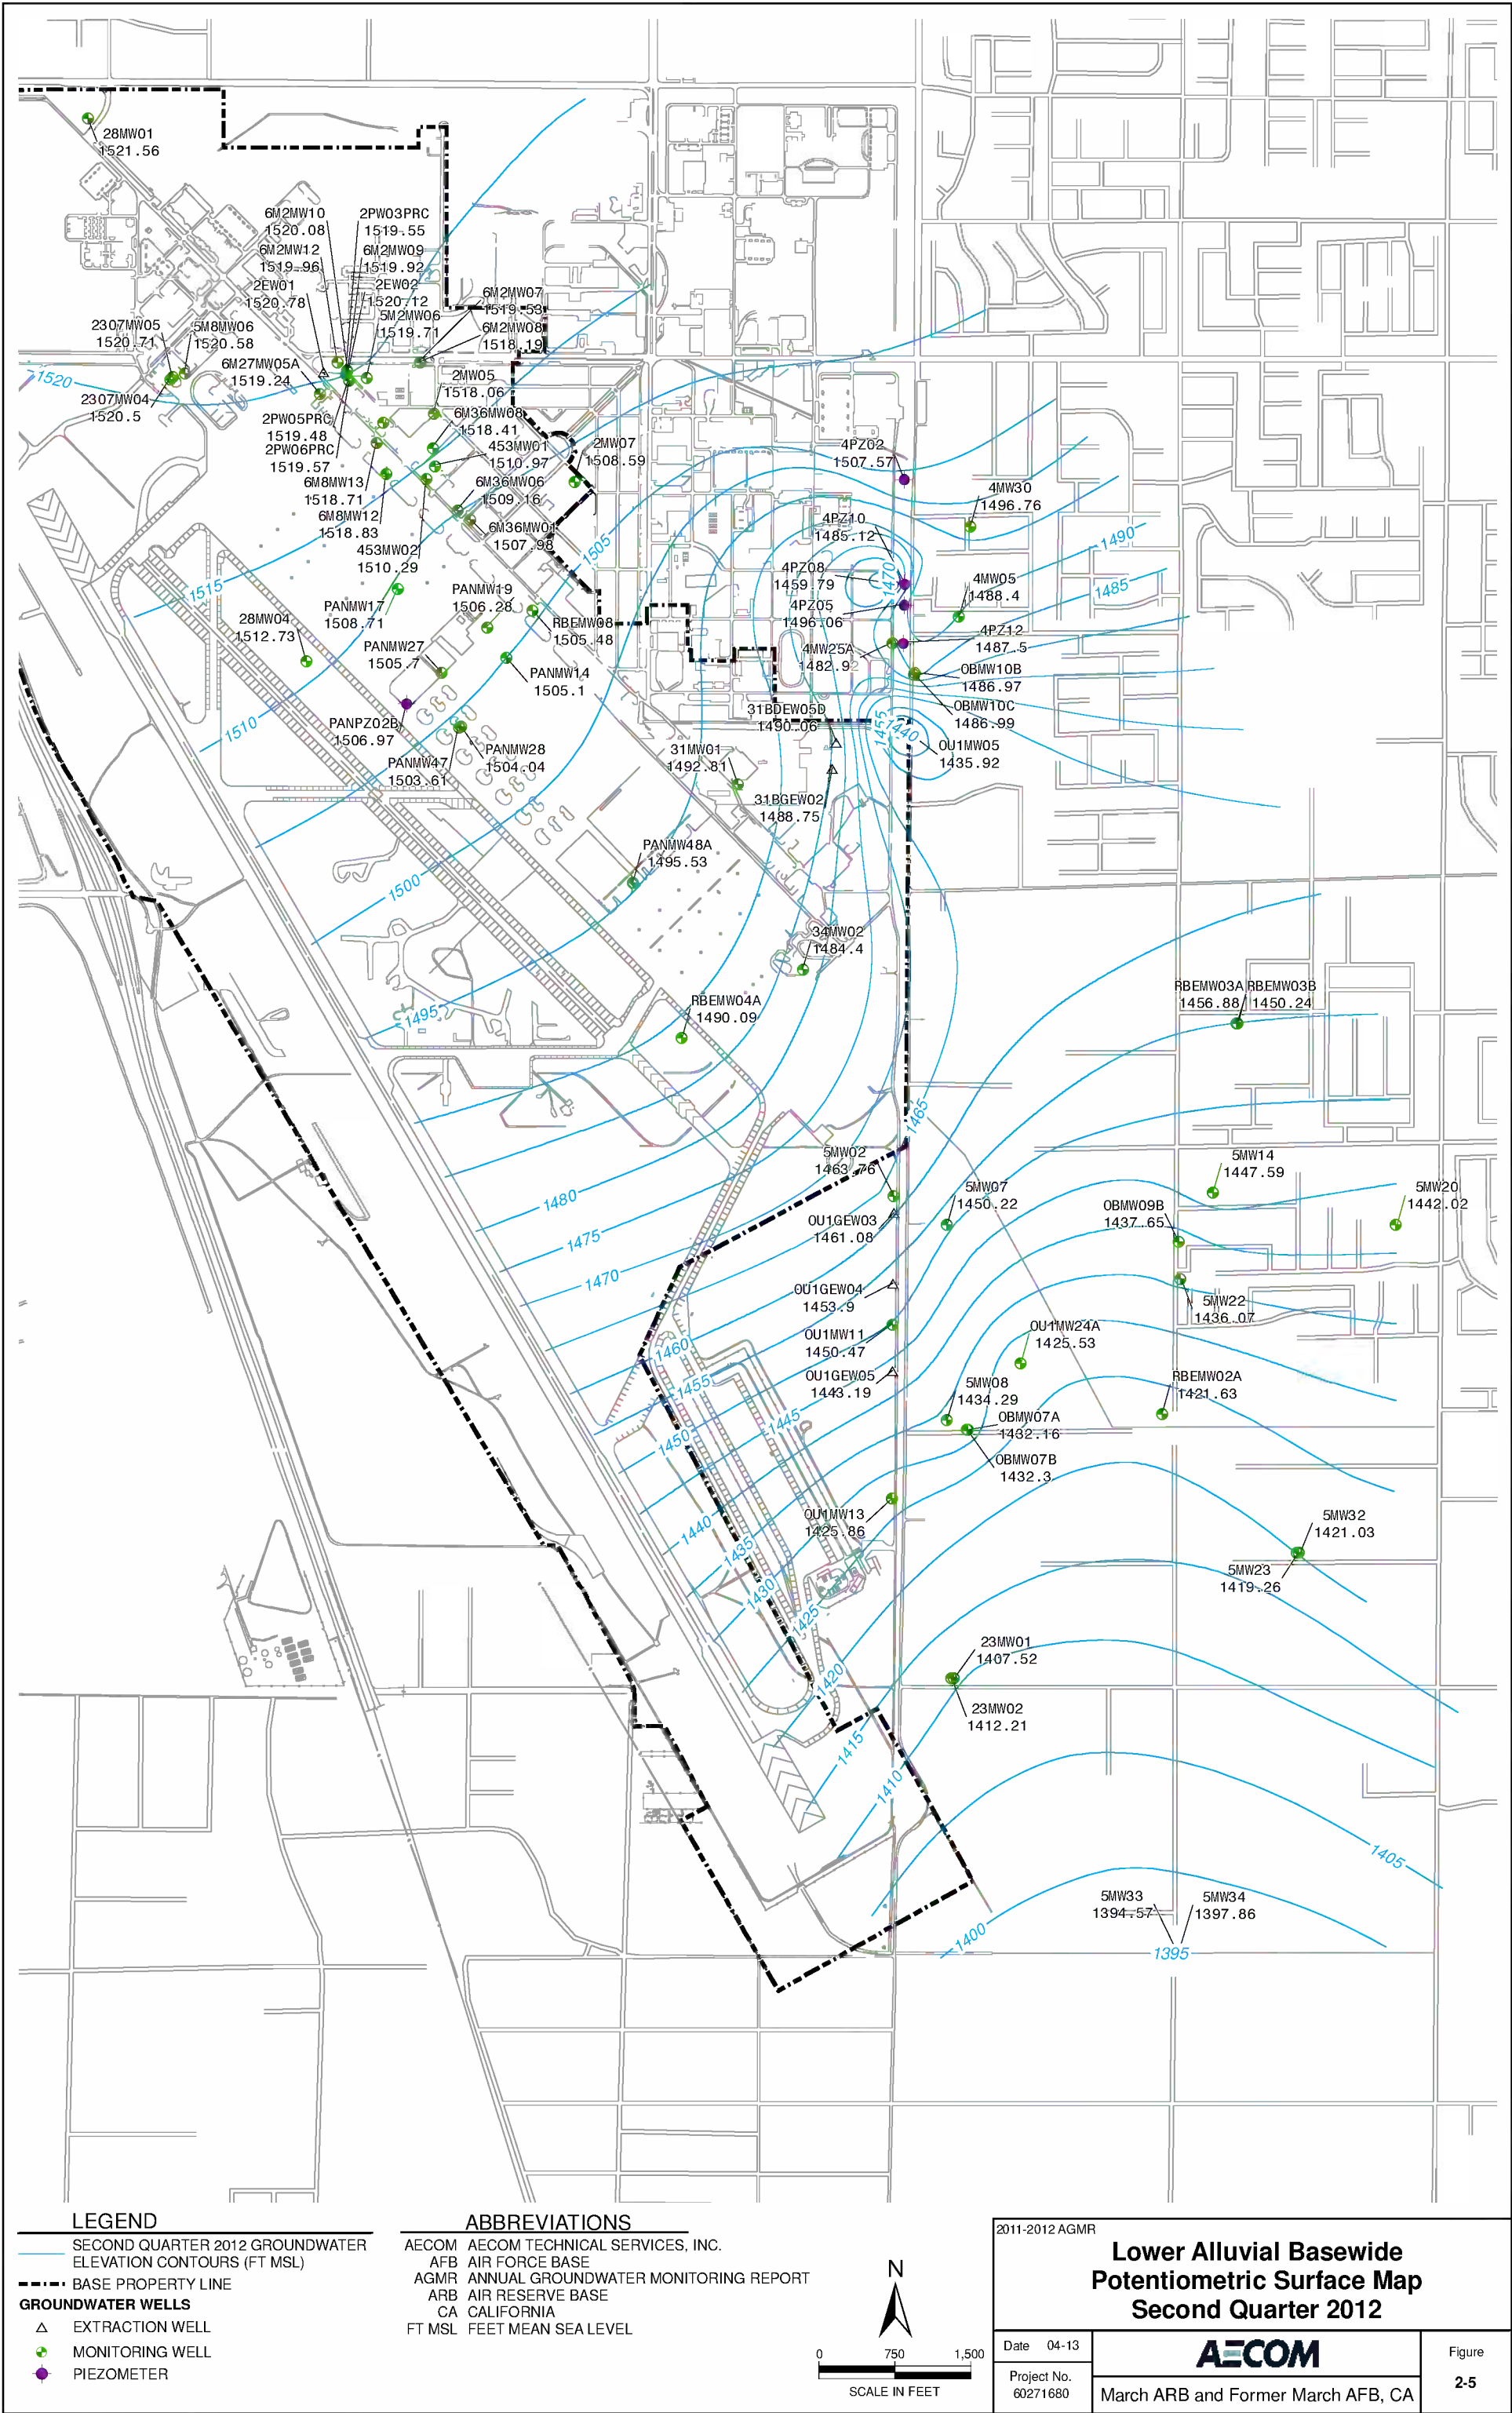 28MW01
1521.56
6M2MW10
1520.08
2PW03PRC
1519.55
6M2MW12
1519.96
6M2MW09
1519.92
2EW01
1520.78
2EW02
1520.12
6M2MW07
1519.53
5M2MW06
1519.71
6M2MW08
1518.19
2307MW05
1520.71
5M8MW06
1520.58
6M27MW05A
1519.24
2MW05
1518.06
1520
2307MW04
1520.5
2PW05PRC
1519.48
2PW06PRC
1519.57
6M36MW08
1518.41
453MW01
1510.97
2MW07
1508.59
4PZ02
1507.57
6M8MW13
1518.71
6M36MW06
1509.16
4MW30
1496.76
6M8MW12
1518.83
6M36MW01
1507.98
4PZ10
1485.12
453MW02
1510.29
1505
1490
4PZ08
1459.79
1470
4MW05
1488.4
1485
1515
PANMW19
1506.28
PANMW17
1508.71
4PZ05
1496.06
28MW04
1512.73
RBEMW08
1505.48
4PZ12
1487.5
PANMW27
1505.7
PANMW14
1505.1
4MW25A
1482.92
OBMW10B
1486.97
OBMW10C
1486.99
1510
PANPZ02B
1506.97
31BDEW05D
1490.06
1455
1440
OU1MW05
1435.92
PANMW28
1504.04
PANMW47
1503.61
31MW01
1492.81
31BGEW02
1488.75
PANMW48A
1495.53
1500
34MW02
1484.4
RBEMW04A
1490.09
1495
RBEMW03A
1456.88
RBEMW03B
1450.24
1465
5MW02
1463.76
5MW14
1447.59
5MW07
1450.22
5MW20
1442.02
1480
OU1GEW03
1461.08
OBMW09B
1437.65
1475
1470
OU1GEW04
1453.9
5MW22
1436.07
OU1MW11
1450.47
OU1MW24A
1425.53
1460
OU1GEW05
1443.19
1455
5MW08
1434.29
RBEMW02A
1421.63
1445
OBMW07A
1432.16
1450
OBMW07B
1432.3
OU1MW13
1425.86
1440
5MW32
1421.03
1435
5MW23
1419.26
1430
1425
23MW01
1407.52
1420
23MW02
1412.21
1415
1410
1405
5MW33
1394.57
5MW34
1397.86
1400
1395
LEGEND
SECOND QUARTER 2012 GROUNDWATER
ELEVATION CONTOURS (FT MSL)
BASE PROPERTY LINE
GROUNDWATER WELLS
EXTRACTION WELL
MONITORING WELL
PIEZOMETER
ABBREVIATIONS
AECOM AECOM TECHNICAL SERVICES, INC.
AFB AIR FORCE BASE
AGMR ANNUAL GROUNDWATER MONITORING REPORT
ARB AIR RESERVE BASE
CA CALIFORNIA
FT MSL FEET MEAN SEA LEVEL
N
0 750 1,500
SCALE IN FEET
2011-2012 AGMR
Lower Alluvial Basewide
Potentiometric Surface Map
Second Quarter 2012
Date 04-13
Project No.
60271680
AECOM
March ARB and Former March AFB, CA
Figure
2-5